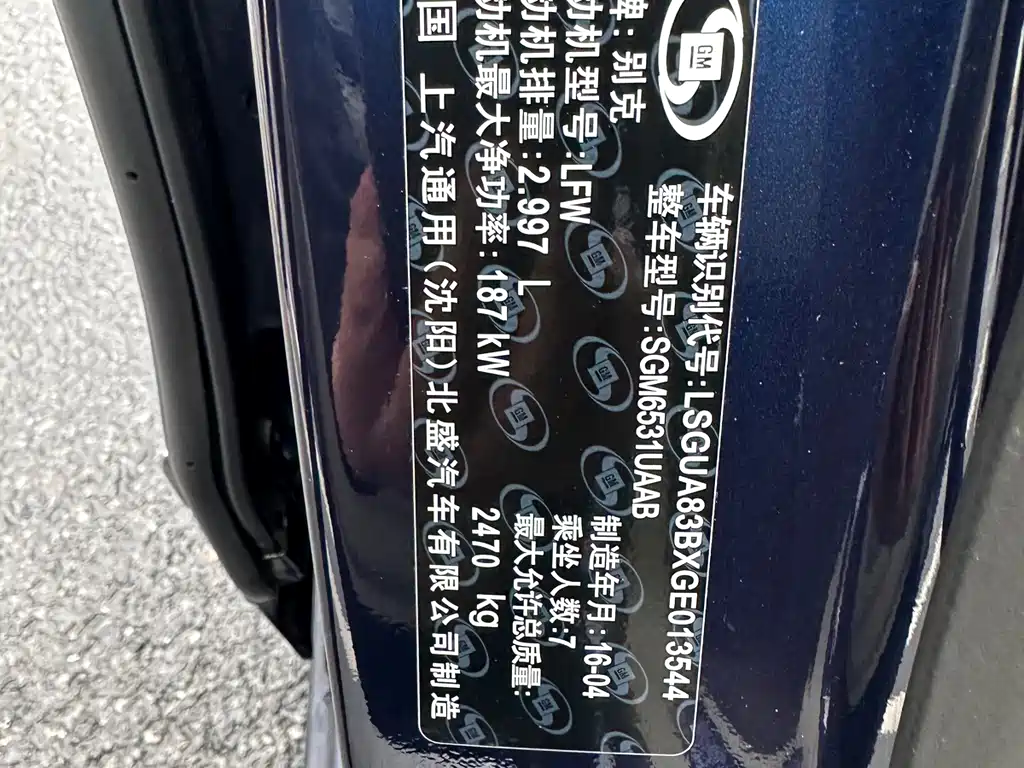 GM
车辆识别代号:LSGUA83BXGE013544
整车型号:SGM6531UAAB
牌:别克
动机型号:LFW
制造年月:16-04
动机排量:2.997 L
乘坐人数:7
机最大净功率:187kW
最大允许总质量:
2470 kg
国 上汽通用(沈阳)北盛汽车有限公司制造